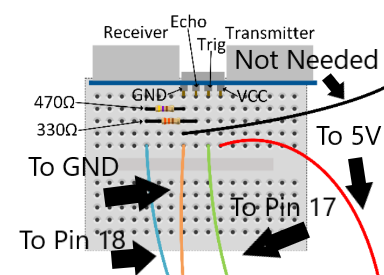 Echo
Receiver
Transmitter
Trig
Not Needed
GND
VCC
470Ω
330Ω
To 5V
To GND
To Pin 17
To Pin 18